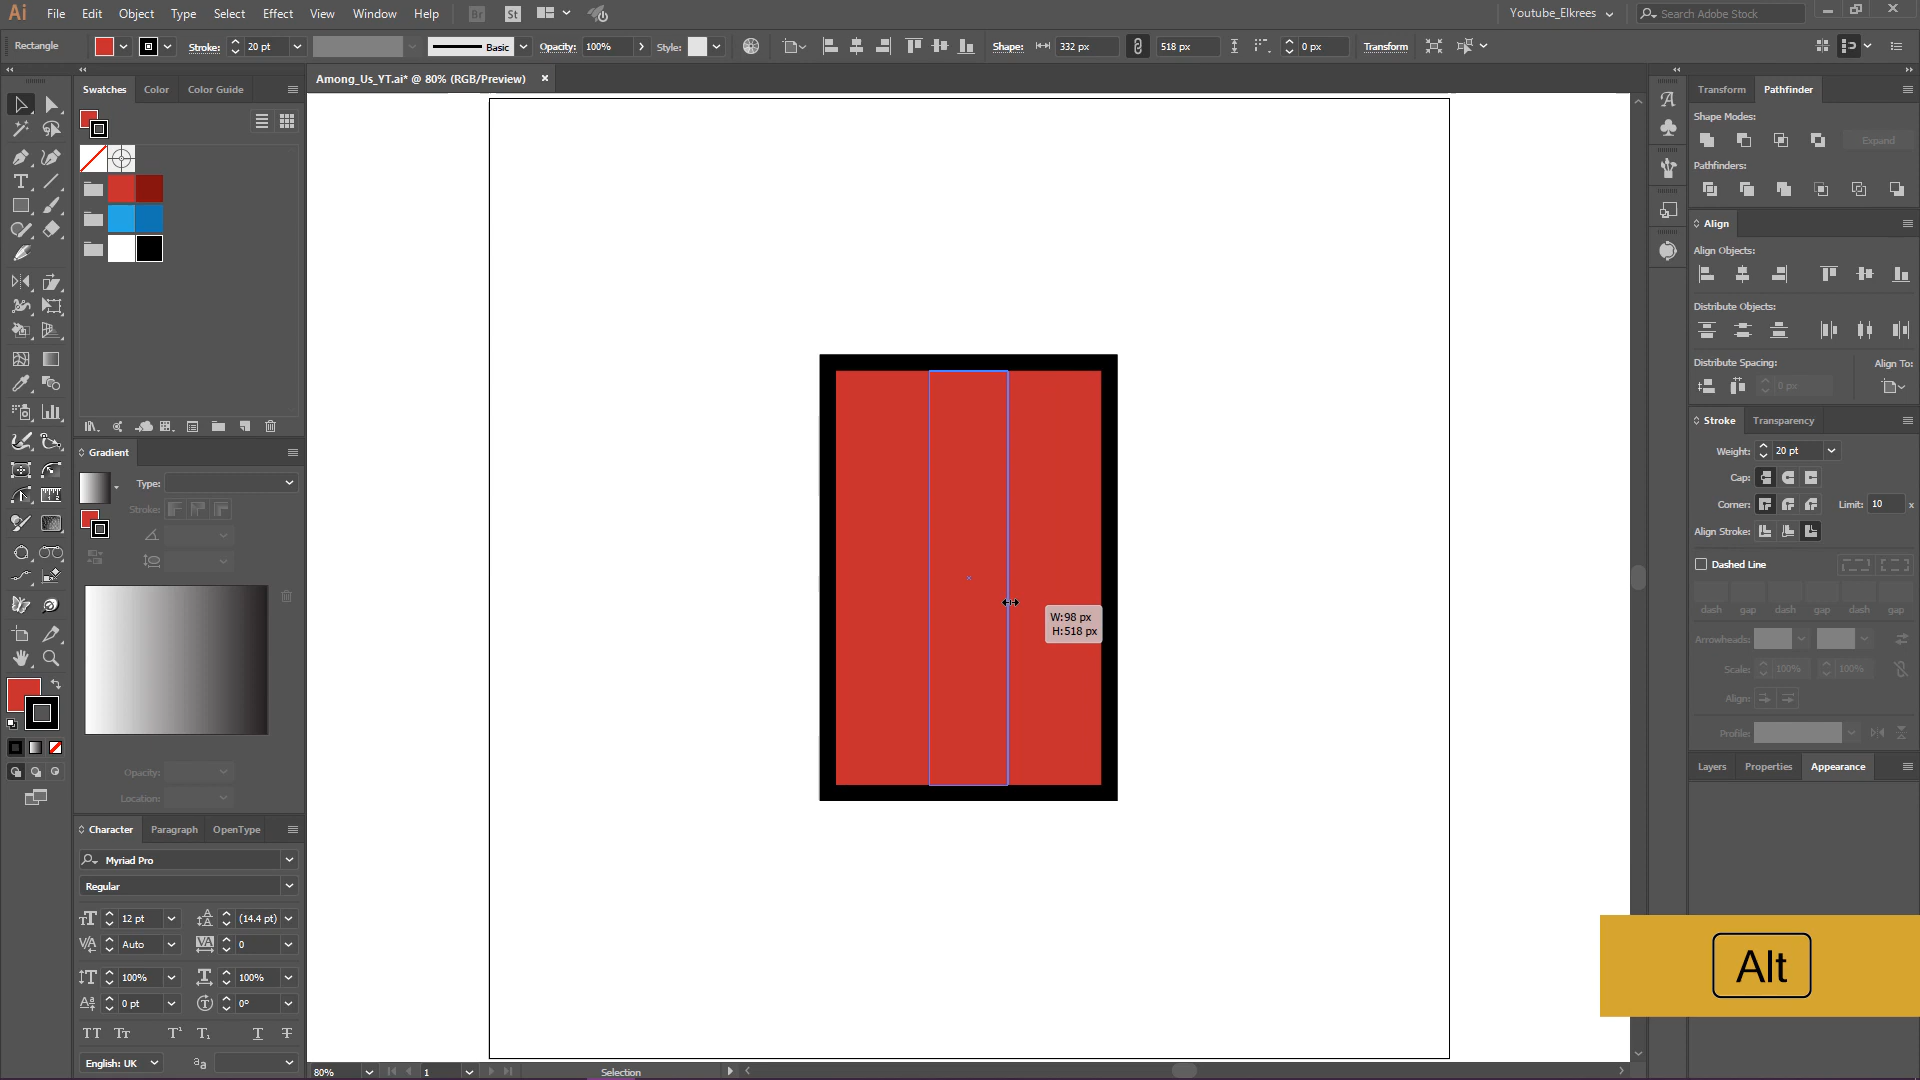 Ai File Edit Object Type Select Effect View Window Help Br St Youtube_Elkrees Search Adobe Stock
Rectangle Stroke: 20 pt Basic Opacity: 100% Style: Shape: 332 px 518 px 0 px Transform
Among_Us_YT.ai* @ 80% (RGB/Preview)
Swatches Color Color Guide
Transform Pathfinder
Shape Modes:
Expand
Pathfinders:
Align
Align Objects:
Distribute Objects:
Distribute Spacing: Align To:
0 px
Stroke Transparency
Weight: 20 pt
Cap:
Corner: Limit: 10 x
Align Stroke:
Dashed Line
dash gap dash gap dash gap
Arrowheads:
Scale: 100% 100%
Align:
Profile:
Layers Properties Appearance
Gradient
Type:
Stroke:
Opacity:
Location:
W:98 px
H:518 px
Character Paragraph OpenType
Myriad Pro
Regular
12 pt (14.4 pt)
Auto 0
100% 100%
0 pt 0°
English: UK
80% 1 Selection
Alt